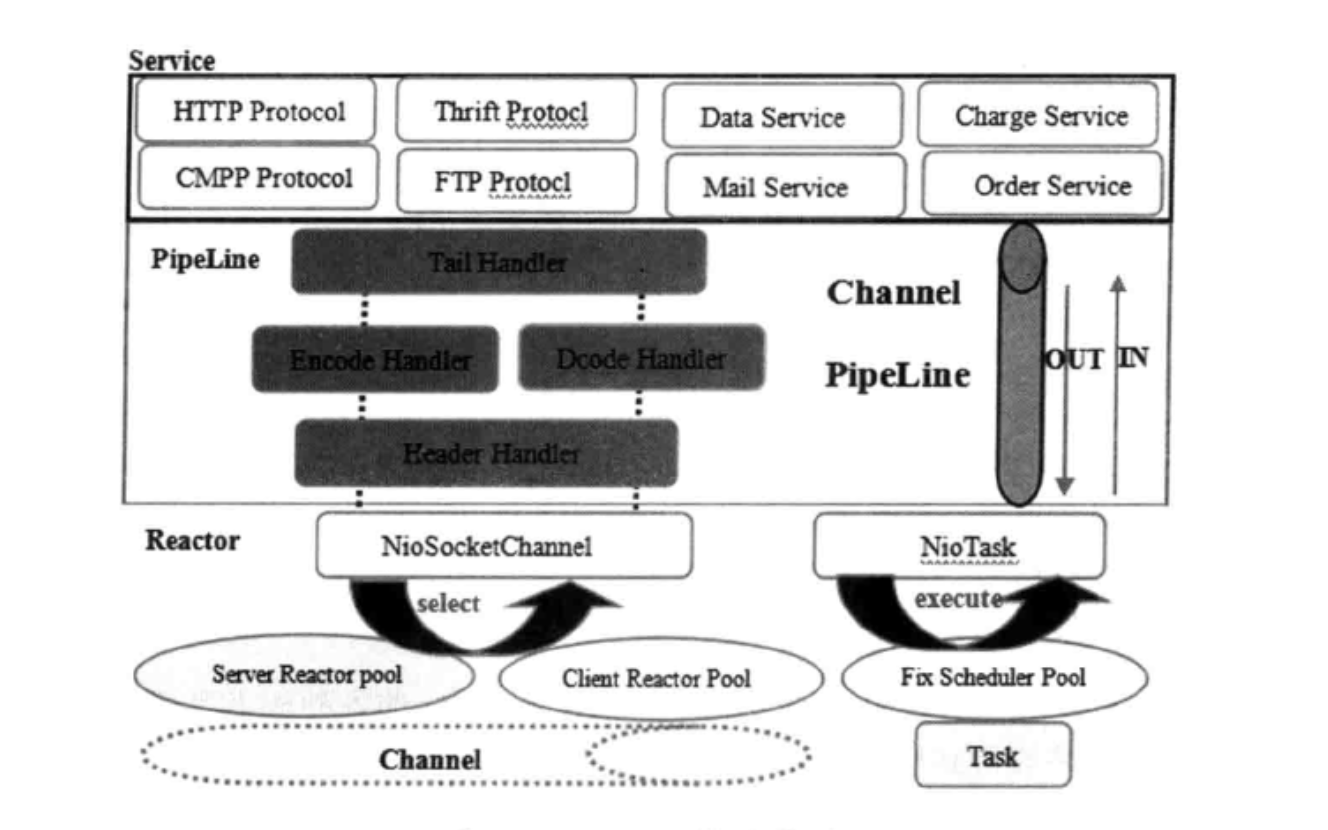 Service
HTTP Protocol
Thrift Protocl
Data Service
Charge Service
CMPP Protocol
FTP Protocl
Mail Service
Order Service
PipeLine
Tail Handler
Channel
Encode Handler
Dcode Handler
PipeLine
OUT
IN
Header Handler
Reactor
NioSocketChannel
NioTask
select
execute
Server Reactor pool
Client Reactor Pool
Fix Scheduler Pool
Channel
Task